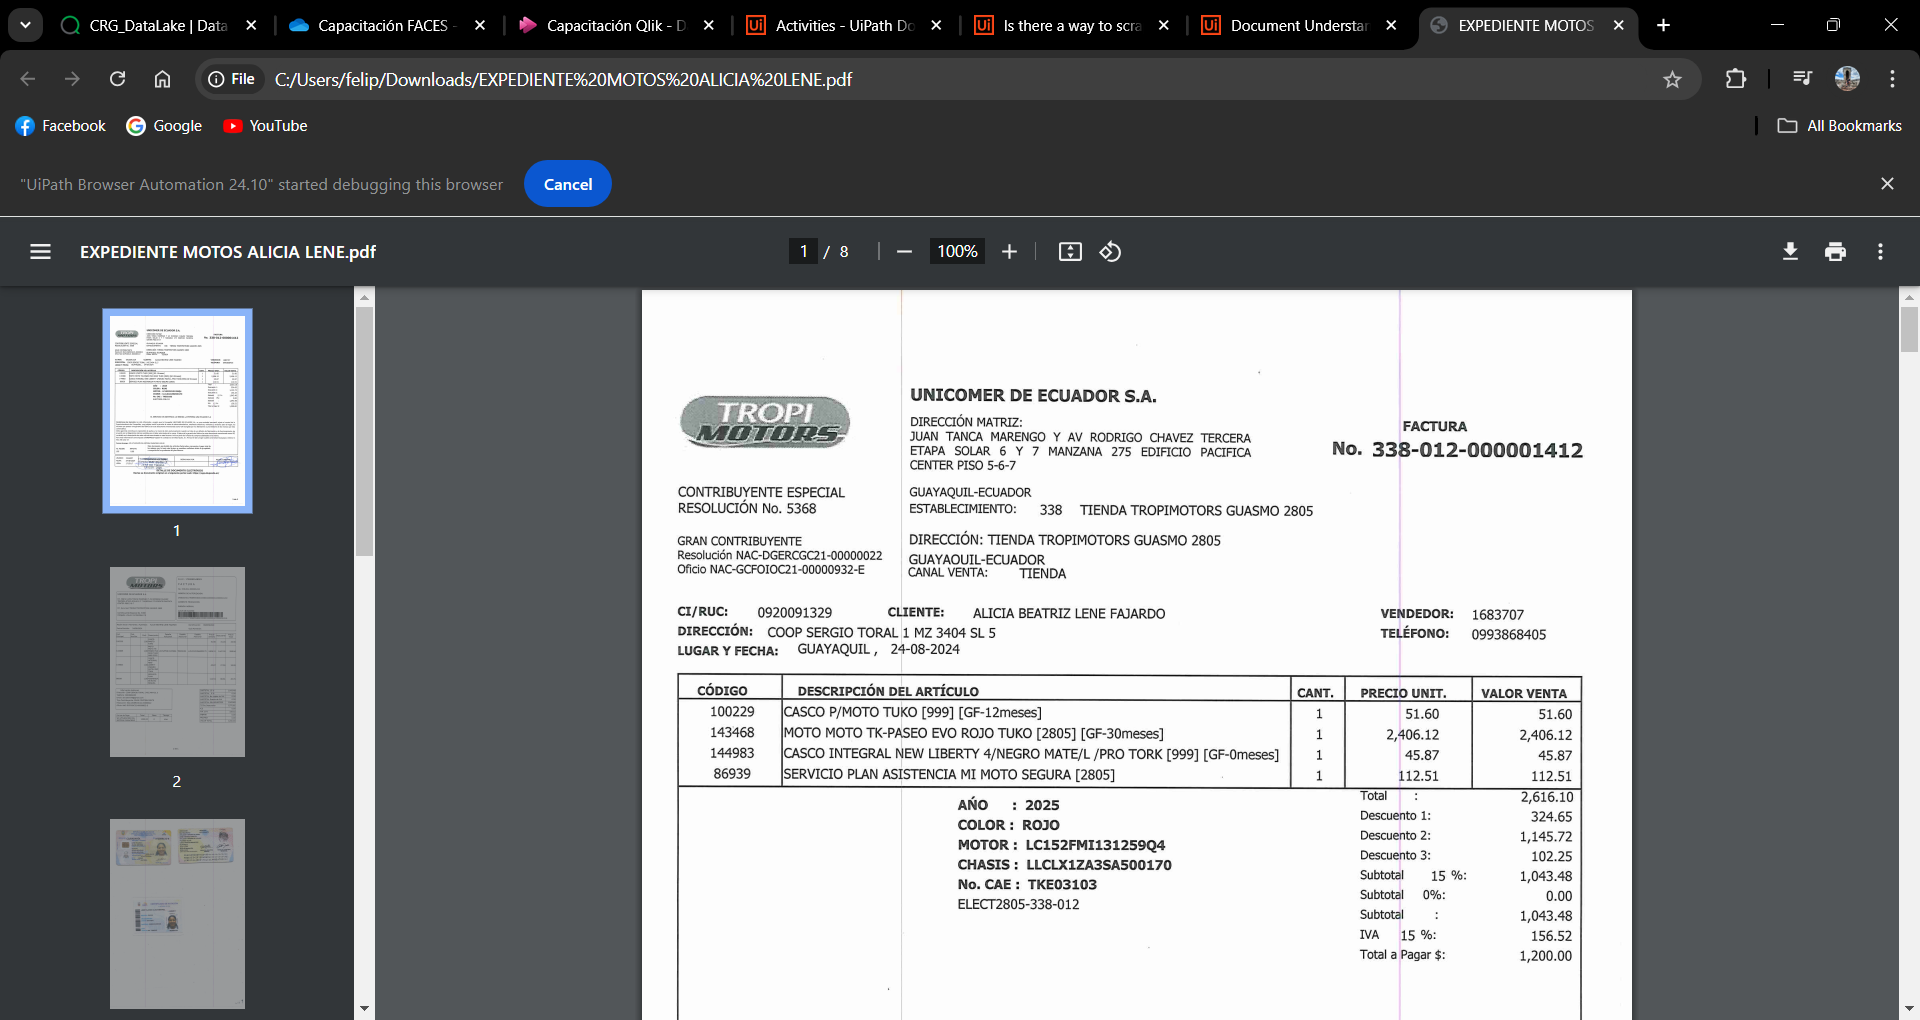 CRG_DataLake | Data
Capacitación FACES -
Capacitación Qlik - D
Activities - UiPath Do
Is there a way to scra
Document Understan
EXPEDIENTE MOTOS
File
C:/Users/felip/Downloads/EXPEDIENTE%20MOTOS%20ALICIA%20LENE.pdf
Facebook
Google
YouTube
All Bookmarks
"UiPath Browser Automation 24.10" started debugging this browser
Cancel
EXPEDIENTE MOTOS ALICIA LENE.pdf
1 / 8
100%
1
2
TROPI
MOTORS
UNICOMER DE ECUADOR S.A.
DIRECCIÓN MATRIZ:
JUAN TANCA MARENGO Y AV RODRIGO CHAVEZ TERCERA
ETAPA SOLAR 6 Y 7 MANZANA 275 EDIFICIO PACIFICA
CENTER PISO 5-6-7
FACTURA
No. 338-012-000001412
CONTRIBUYENTE ESPECIAL
RESOLUCIÓN No. 5368
GUAYAQUIL-ECUADOR
ESTABLECIMIENTO: 338 TIENDA TROPIMOTORS GUASMO 2805
GRAN CONTRIBUYENTE
Resolución NAC-DGERCGC21-00000022
Oficio NAC-GCFOIOC21-00000932-E
DIRECCIÓN: TIENDA TROPIMOTORS GUASMO 2805
GUAYAQUIL-ECUADOR
CANAL VENTA: TIENDA
CI/RUC: 0920091329 CLIENTE: ALICIA BEATRIZ LENE FAJARDO VENDEDOR: 1683707
DIRECCIÓN: COOP SERGIO TORAL 1 MZ 3404 SL 5 TELÉFONO: 0993868405
LUGAR Y FECHA: GUAYAQUIL , 24-08-2024
CÓDIGO DESCRIPCIÓN DEL ARTÍCULO CANT. PRECIO UNIT. VALOR VENTA
100229 CASCO P/MOTO TUKO [999] [GF-12meses] 1 51.60 51.60
143468 MOTO MOTO TK-PASEO EVO ROJO TUKO [2805] [GF-30meses] 1 2,406.12 2,406.12
144983 CASCO INTEGRAL NEW LIBERTY 4/NEGRO MATE/L /PRO TORK [999] [GF-0meses] 1 45.87 45.87
86939 SERVICIO PLAN ASISTENCIA MI MOTO SEGURA [2805] 1 112.51 112.51
AÑO : 2025
COLOR : ROJO
MOTOR : LC152FMI131259Q4
CHASIS : LLCLX1ZA3SA500170
No. CAE : TKE03103
ELECT2805-338-012
Total : 2,616.10
Descuento 1: 324.65
Descuento 2: 1,145.72
Descuento 3: 102.25
Subtotal 15 %: 1,043.48
Subtotal 0%: 0.00
Subtotal : 1,043.48
IVA 15 %: 156.52
Total a Pagar $: 1,200.00